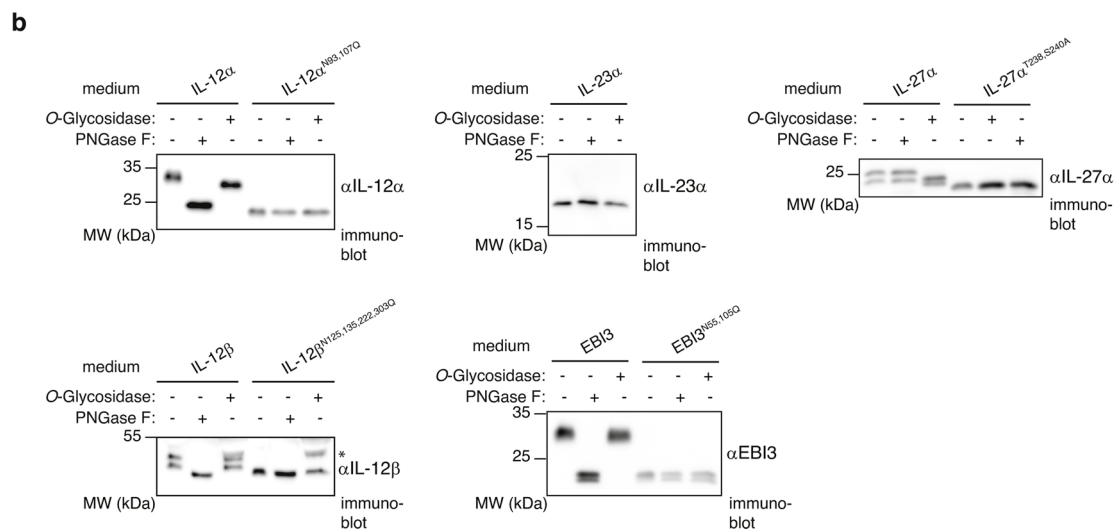 b
medium
IL-12α
IL-12α^N93,107Q
O-Glycosidase: - - + - - +
PNGase F: - + - - + -
35
25
αIL-12α
MW (kDa)
immuno-
blot
medium
IL-23α
O-Glycosidase: - - +
PNGase F: - + -
25
15
αIL-23α
MW (kDa)
immuno-
blot
medium
IL-27α
IL-27α^T238,S240A
O-Glycosidase: - - + - + -
PNGase F: - + - - - +
25
αIL-27α
MW (kDa)
immuno-
blot
medium
IL-12β
IL-12β^N125,135,222,303Q
O-Glycosidase: - - + - - +
PNGase F: - + - - + -
55
*
αIL-12β
MW (kDa)
immuno-
blot
medium
EBI3
EBI3^N55,105Q
O-Glycosidase: - - + - - +
PNGase F: - + - - + -
35
25
αEBI3
MW (kDa)
immuno-
blot